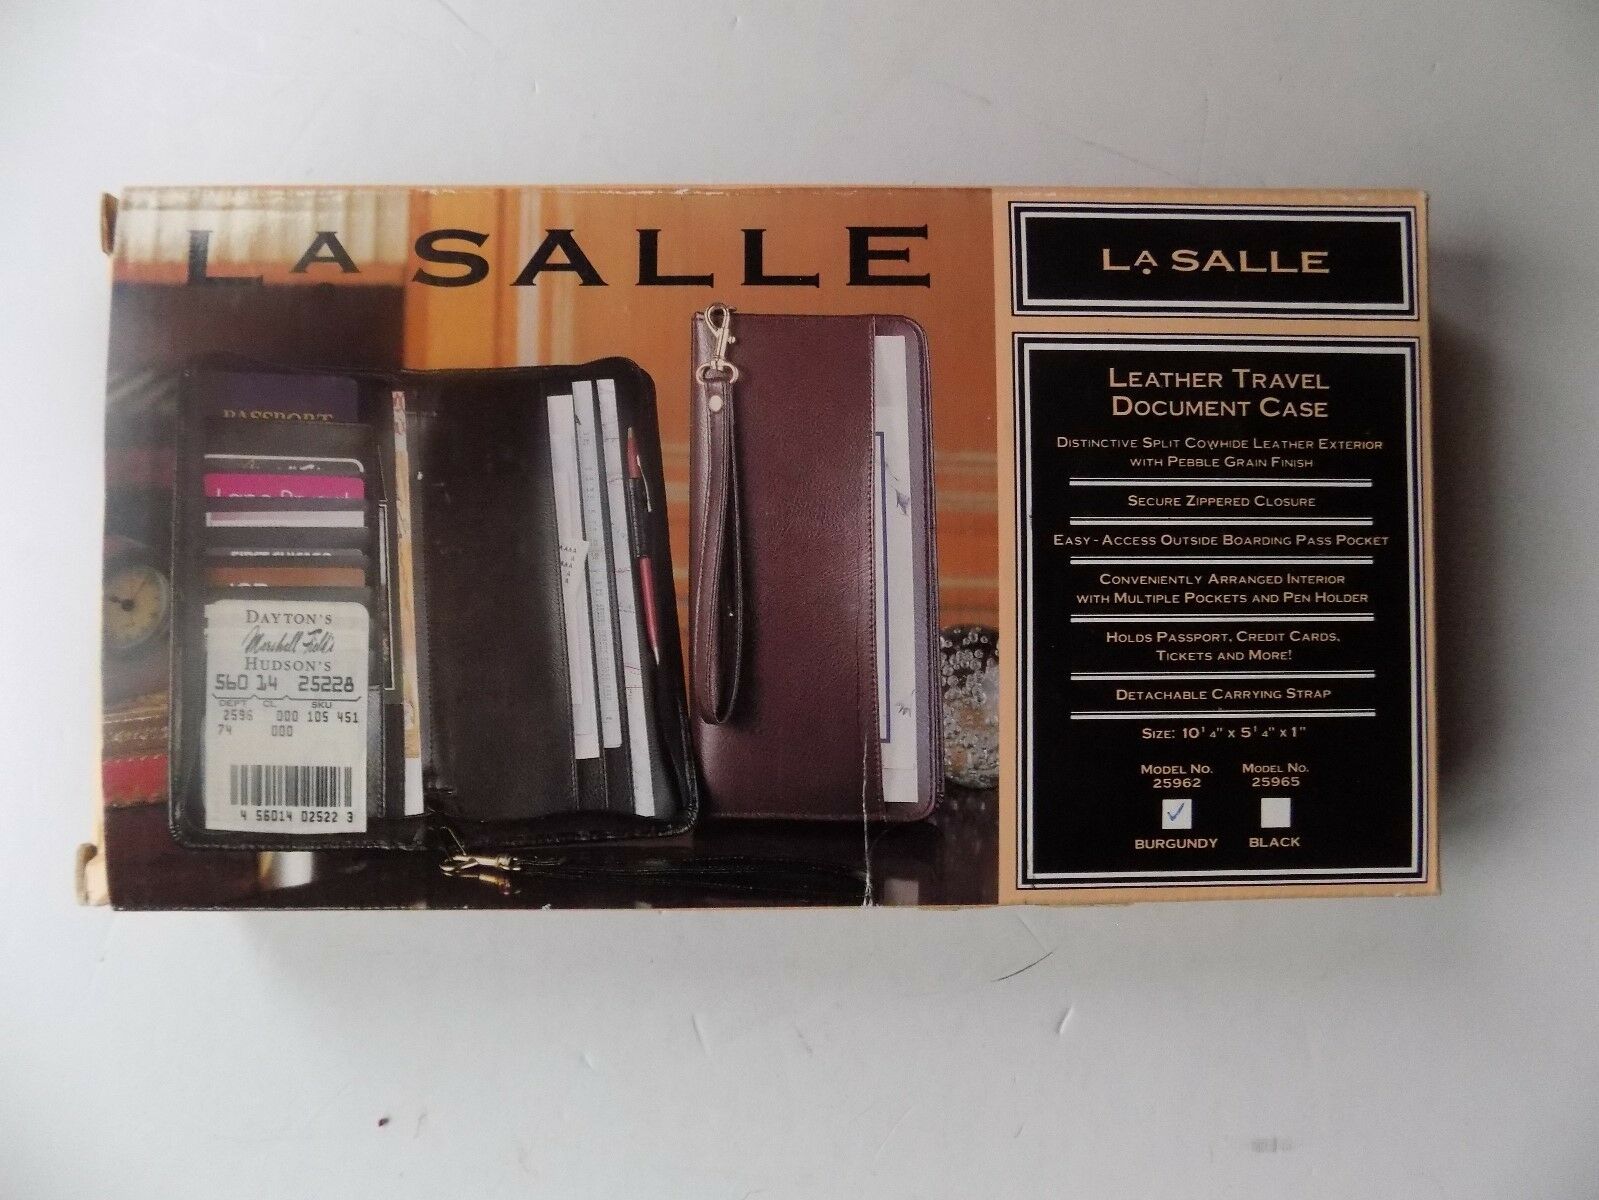 LA SALLE
PASSPORT
DAYTON'S
Marshall Field's
HUDSON'S
560 14 25228
DEPT CL SKU
2596 000 105 451
74 000
4 56014 02522 3
LA SALLE
LEATHER TRAVEL
DOCUMENT CASE
DISTINCTIVE SPLIT COWHIDE LEATHER EXTERIOR
WITH PEBBLE GRAIN FINISH
SECURE ZIPPERED CLOSURE
EASY-ACCESS OUTSIDE BOARDING PASS POCKET
CONVENIENTLY ARRANGED INTERIOR
WITH MULTIPLE POCKETS AND PEN HOLDER
HOLDS PASSPORT, CREDIT CARDS,
TICKETS AND MORE!
DETACHABLE CARRYING STRAP
SIZE: 10 1/4" X 5 1/4" X 1"
MODEL NO. MODEL NO.
25962 25965
BURGUNDY BLACK